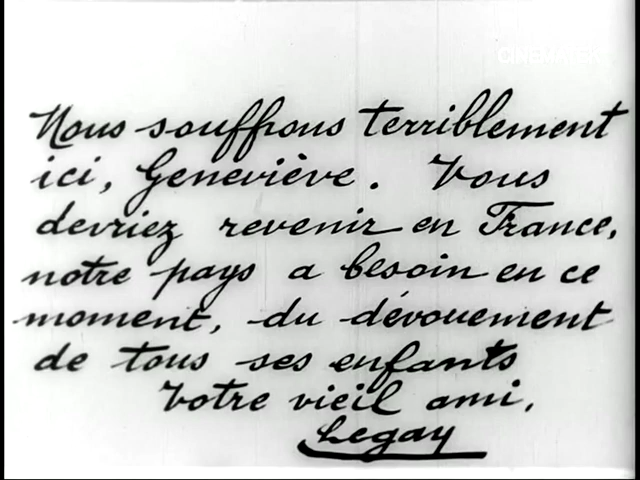 CINEMATEK
Nous souffrons terriblement
ici, Geneviève. Vous
devriez revenir en France,
notre pays a besoin en ce
moment, du dévouement
de tous ses enfants
Votre vieil ami,
Legay